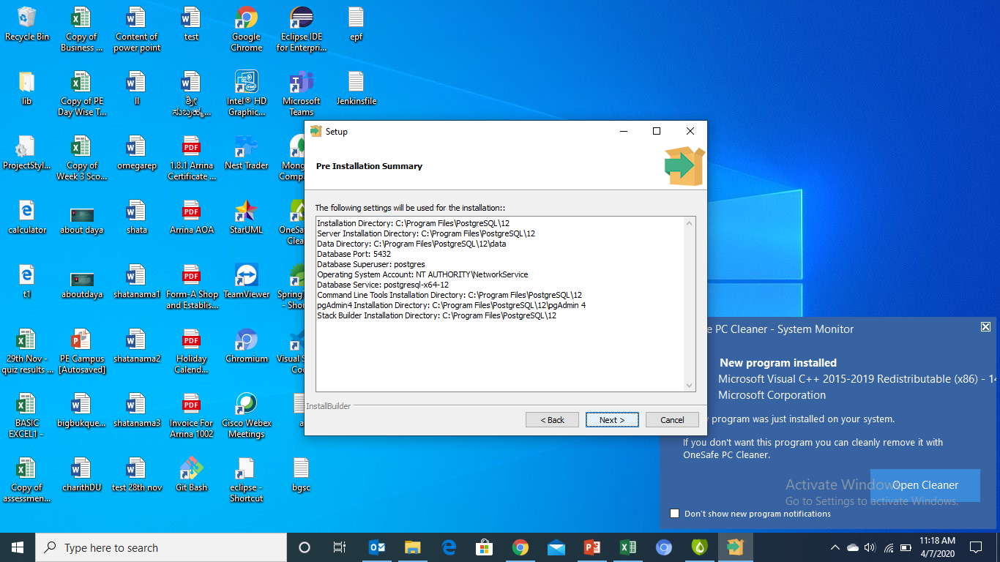 Recycle Bin
Copy of
Business ...
Content of
power point
test
Google
Chrome
Eclipse IDE
for Enterpri...
epf
lib
Copy of PE
Day Wise T...
II
ಶ್ರೀ
ಸುಬ್ರಹ್ಮ...
Intel® HD
Graphic...
Microsoft
Teams
Jenkinsfile
ProjectStyl...
Copy of
Week 3 Sco...
omegarep
1.8.1 Arrina
Certificate ...
Nest Trader
Mong
Compa
calculator
about daya
shata
Arrina AOA
StarUML
OneSa
Clea
t1
aboutdaya
shatanama1
Form-A Shop
and Establis...
TeamViewer
SpringT
- Shor
29th Nov -
quiz results ...
PE Campus
[Autosaved]
shatanama2
Holiday
Calend...
Chromium
Visual S
Coc
BASIC
EXCEL1 -
bigbukque...
shatanama3
Invoice For
Arrina 1002
Cisco Webex
Meetings
a
Copy of
assessmen...
charithDU
test 28th nov
Git Bash
eclipse -
Shortcut
bgsc
Setup
Pre Installation Summary
The following settings will be used for the installation::
Installation Directory: C:\Program Files\PostgreSQL\12
Server Installation Directory: C:\Program Files\PostgreSQL\12
Data Directory: C:\Program Files\PostgreSQL\12\data
Database Port: 5432
Database Superuser: postgres
Operating System Account: NT AUTHORITY\NetworkService
Database Service: postgresql-x64-12
Command Line Tools Installation Directory: C:\Program Files\PostgreSQL\12
pgAdmin4 Installation Directory: C:\Program Files\PostgreSQL\12\pgAdmin 4
Stack Builder Installation Directory: C:\Program Files\PostgreSQL\12
InstallBuilder
< Back
Next >
Cancel
e PC Cleaner - System Monitor
New program installed
Microsoft Visual C++ 2015-2019 Redistributable (x86) - 14
Microsoft Corporation
program was just installed on your system.
If you don't want this program you can cleanly remove it with
OneSafe PC Cleaner.
Open Cleaner
Activate Windows
Go to Settings to activate Windows.
Don't show new program notifications
Type here to search
11:18 AM
4/7/2020